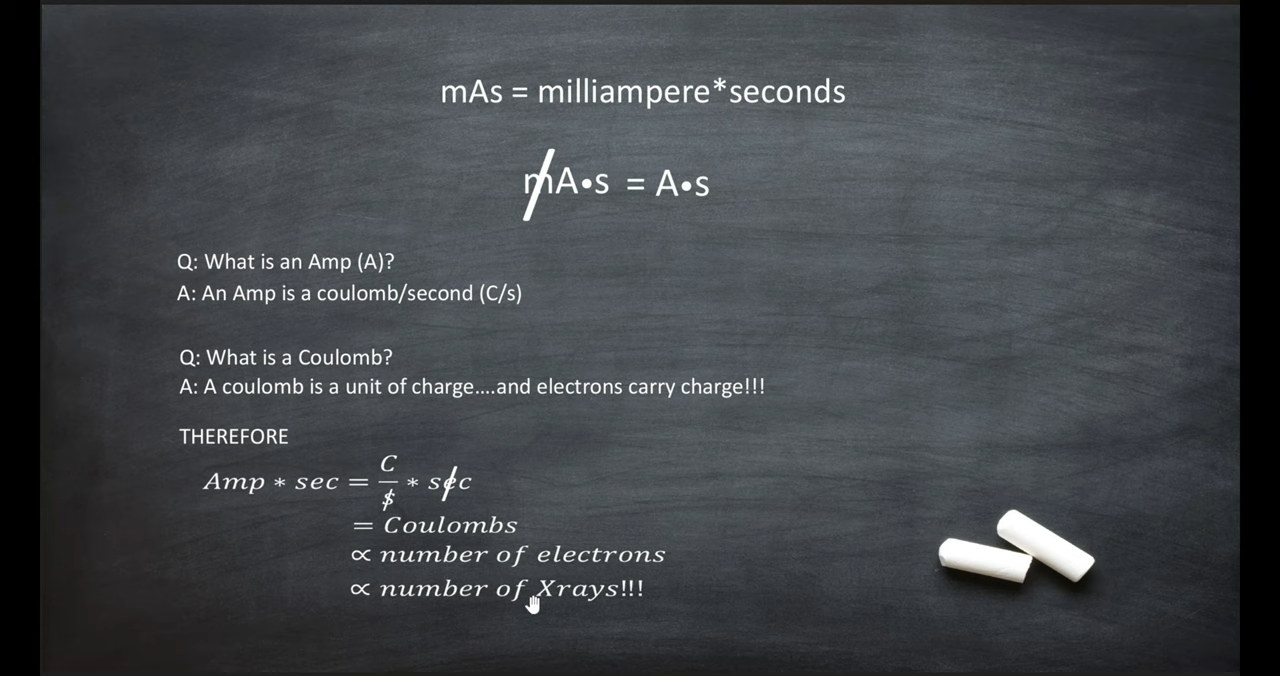 mAs = milliampere*seconds
mA•s = A•s
Q: What is an Amp (A)?
A: An Amp is a coulomb/second (C/s)
Q: What is a Coulomb?
A: A coulomb is a unit of charge....and electrons carry charge!!!
THEREFORE
Amp ∗ sec = C/s ∗ sec
= Coulombs
∝ number of electrons
∝ number of Xrays!!!